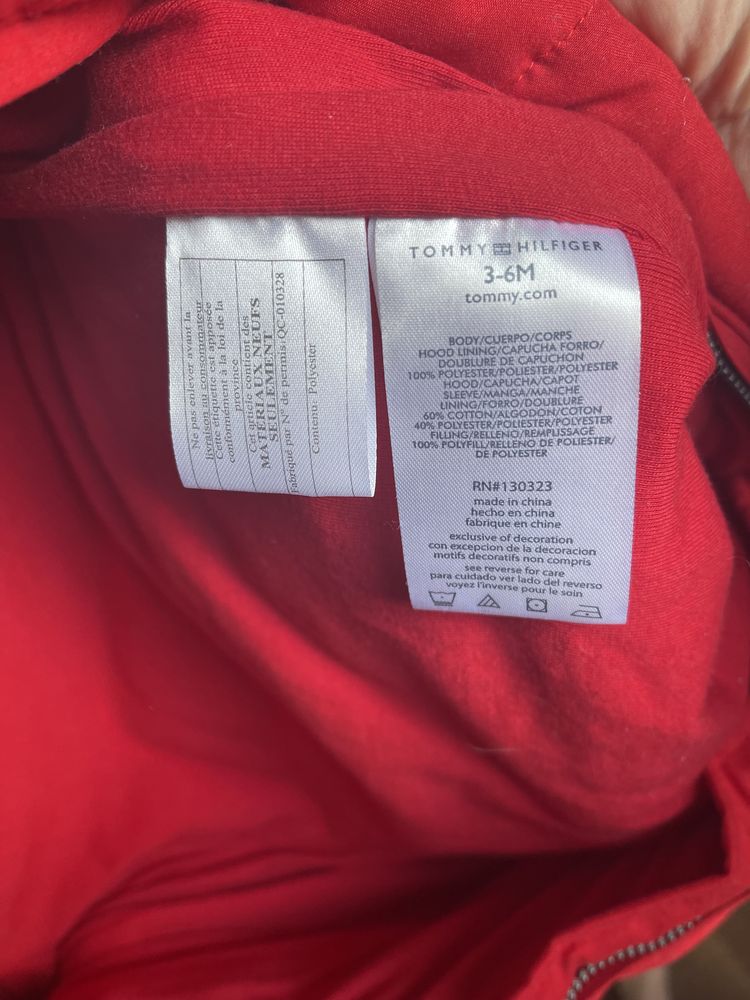 Ne pas enlever avant la
livraison au consommateur
Cette étiquette est apposée
conformément à la loi de la
province
Cet article contient des
MATÉRIAUX NEUFS
SEULEMENT
Fabriqué par N° de permis:QC-010328
Contenu: Polyester
TOMMY HILFIGER
3-6M
tommy.com
BODY/CUERPO/CORPS
HOOD LINING/CAPUCHA FORRO/
DOUBLURE DE CAPUCHON
100% POLYESTER/POLIESTER/POLYESTER
HOOD/CAPUCHA/CAPOT
SLEEVE/MANGA/MANCHE
LINING/FORRO/DOUBLURE
60% COTTON/ALGODON/COTON
40% POLYESTER/POLIESTER/POLYESTER
FILLING/RELLENO/REMPLISSAGE
100% POLYFILL/RELLENO DE POLIESTER/
DE POLYESTER
RN#130323
made in china
hecho en china
fabrique en chine
exclusive of decoration
con excepcion de la decoracion
motifs decoratifs non compris
see reverse for care
para cuidado ver lado del reverso
voyez l'inverse pour le soin